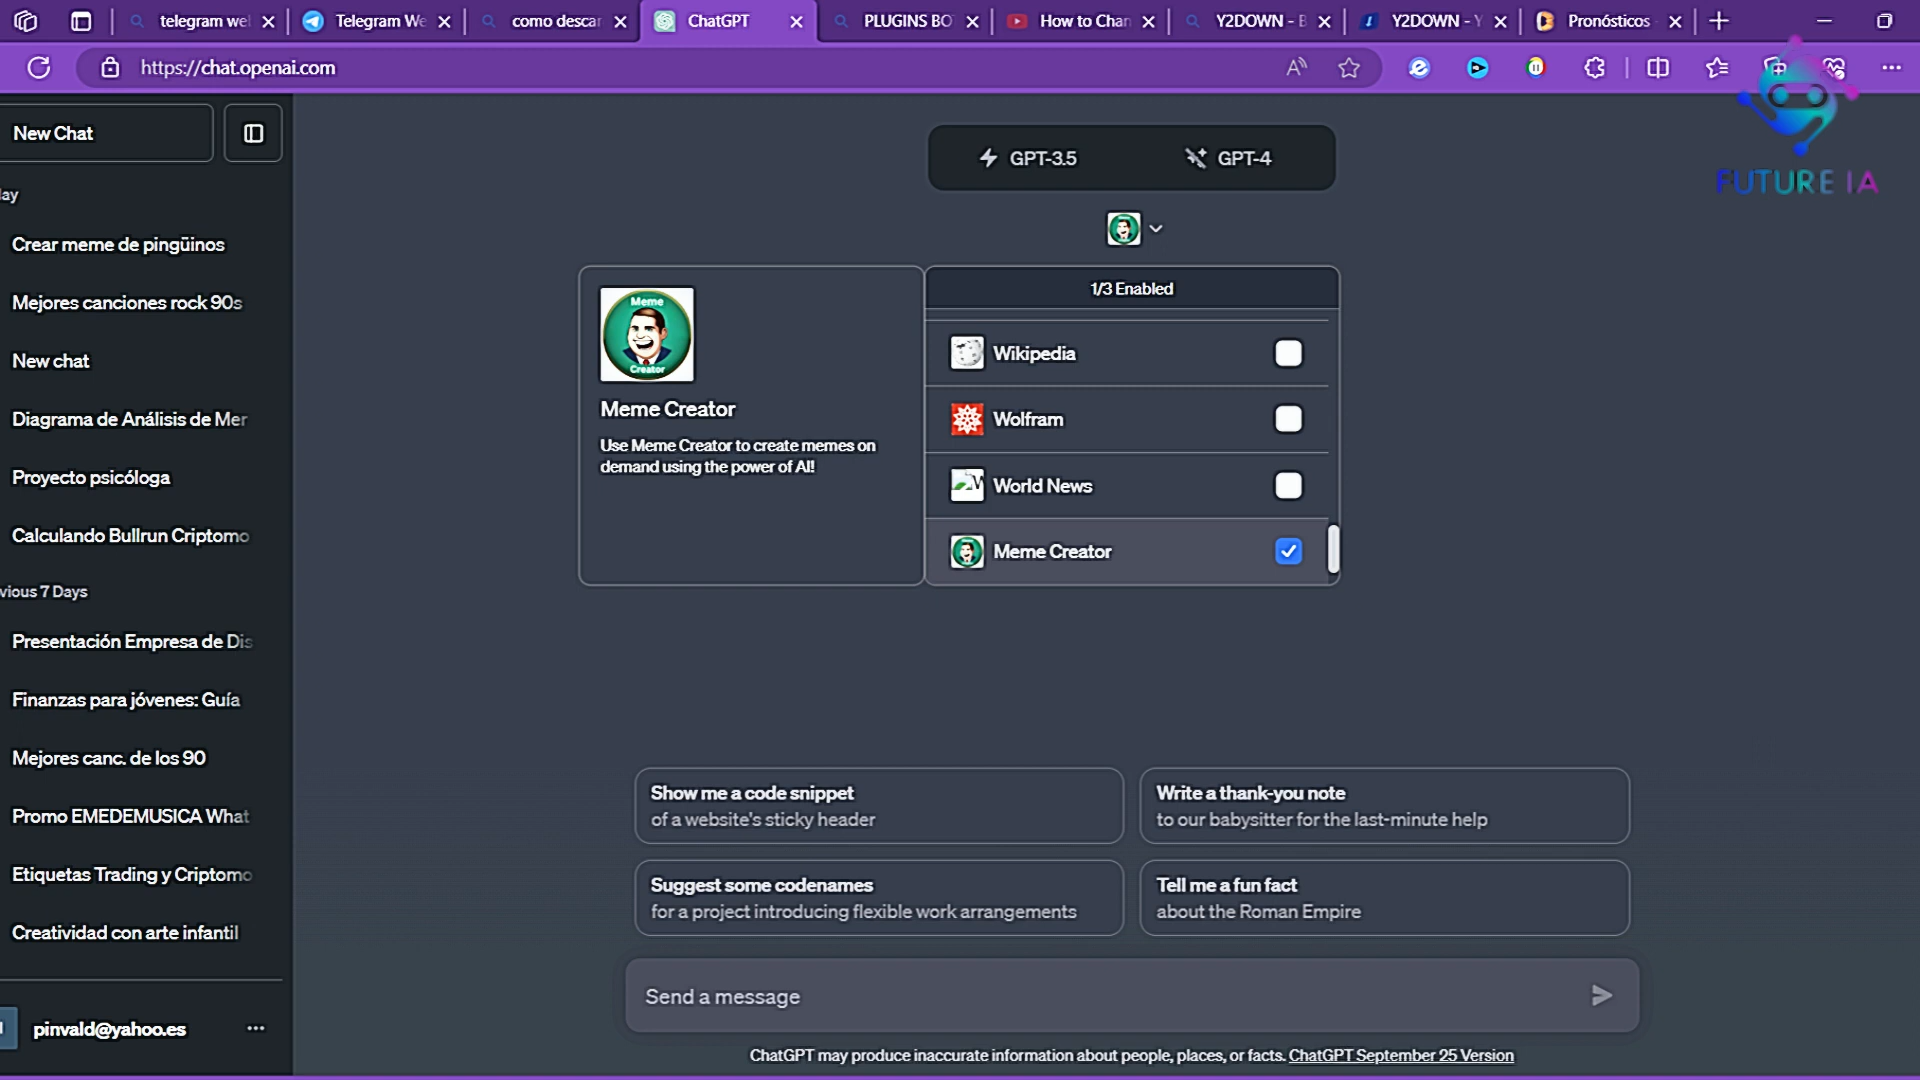 telegram we
Telegram We
como descar
ChatGPT
PLUGINS BO
How to Chan
Y2DOWN - B
Y2DOWN - Y
Pronósticos
https://chat.openai.com
FUTURE IA
New Chat
GPT-3.5
GPT-4
lay
Crear meme de pingüinos
Mejores canciones rock 90s
New chat
Diagrama de Análisis de Mer
Proyecto psicóloga
Calculando Bullrun Criptomo
vious 7 Days
Presentación Empresa de Dis
Finanzas para jóvenes: Guía
Mejores canc. de los 90
Promo EMEDEMUSICA What
Etiquetas Trading y Criptomo
Creatividad con arte infantil
pinvald@yahoo.es
Meme
Creator
Meme Creator
Use Meme Creator to create memes on
demand using the power of AI!
1/3 Enabled
Wikipedia
Wolfram
World News
Meme Creator
Show me a code snippet
of a website's sticky header
Write a thank-you note
to our babysitter for the last-minute help
Suggest some codenames
for a project introducing flexible work arrangements
Tell me a fun fact
about the Roman Empire
Send a message
ChatGPT may produce inaccurate information about people, places, or facts. ChatGPT September 25 Version